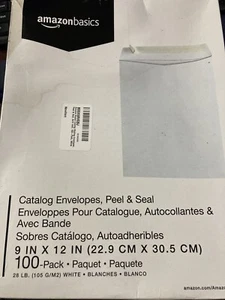 amazonbasics
Catalog Envelopes, Peel & Seal
Enveloppes Pour Catalogue, Autocollantes &
Avec Bande
Sobres Catálogo, Autoadheribles
9 IN X 12 IN (22.9 CM X 30.5 CM)
100-Pack • Paquet • Paquete
28 LB. (105 G/M2) WHITE • BLANCHES • BLANCO